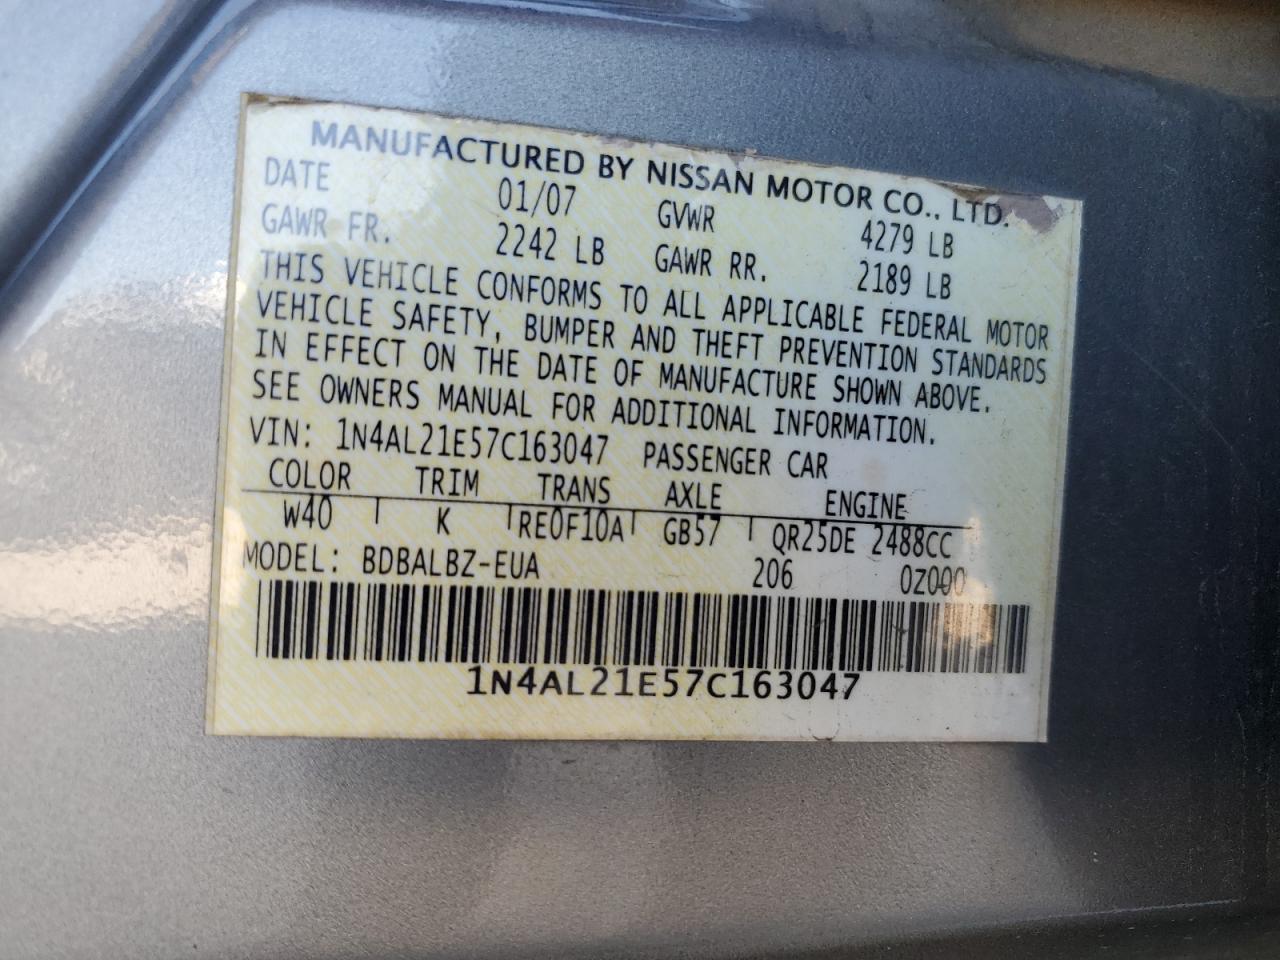 MANUFACTURED BY NISSAN MOTOR CO., LTD.
DATE 01/07 GVWR 4279 LB
GAWR FR. 2242 LB GAWR RR. 2189 LB
THIS VEHICLE CONFORMS TO ALL APPLICABLE FEDERAL MOTOR
VEHICLE SAFETY, BUMPER AND THEFT PREVENTION STANDARDS
IN EFFECT ON THE DATE OF MANUFACTURE SHOWN ABOVE.
SEE OWNERS MANUAL FOR ADDITIONAL INFORMATION.
VIN: 1N4AL21E57C163047 PASSENGER CAR
COLOR TRIM TRANS AXLE ENGINE
W40 K RE0F10A GB57 QR25DE 2488CC
MODEL: BDBALBZ-EUA 206 0Z000
1N4AL21E57C163047